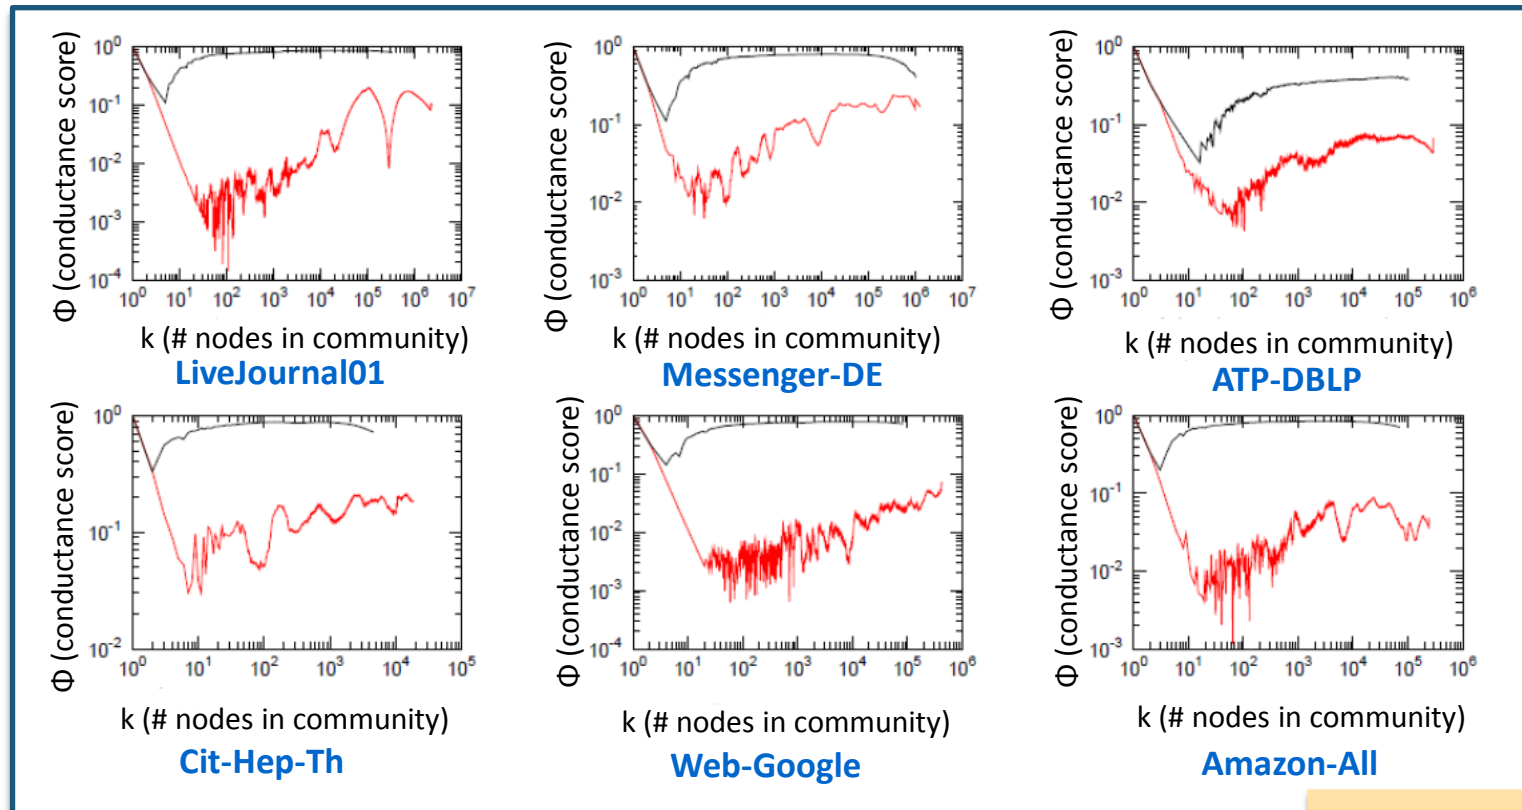 Φ (conductance score)
10^0
10^-1
10^-2
10^-3
10^-4
10^0 10^1 10^2 10^3 10^4 10^5 10^6 10^7
k (# nodes in community)
LiveJournal01
Φ (conductance score)
10^0
10^-1
10^-2
10^-3
10^0 10^1 10^2 10^3 10^4 10^5 10^6 10^7
k (# nodes in community)
Messenger-DE
Φ (conductance score)
10^0
10^-1
10^-2
10^-3
10^0 10^1 10^2 10^3 10^4 10^5 10^6
k (# nodes in community)
ATP-DBLP
Φ (conductance score)
10^0
10^-1
10^-2
10^0 10^1 10^2 10^3 10^4 10^5
k (# nodes in community)
Cit-Hep-Th
Φ (conductance score)
10^0
10^-1
10^-2
10^-3
10^-4
10^0 10^1 10^2 10^3 10^4 10^5 10^6
k (# nodes in community)
Web-Google
Φ (conductance score)
10^0
10^-1
10^-2
10^-3
10^0 10^1 10^2 10^3 10^4 10^5 10^6
k (# nodes in community)
Amazon-All